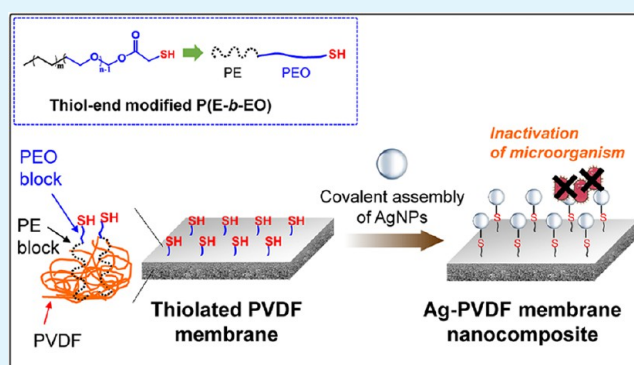 O
O
O
SH
m
n-1
SH
PE
PEO
Thiol-end modified P(E-b-EO)
PEO
block
SH
SH
PE
block
PVDF
SH SH SH SH
SH SH SH SH
Thiolated PVDF
membrane
Covalent assembly
of AgNPs
Inactivation
of microorganism
S S S S
S S S S
Ag-PVDF membrane
nanocomposite